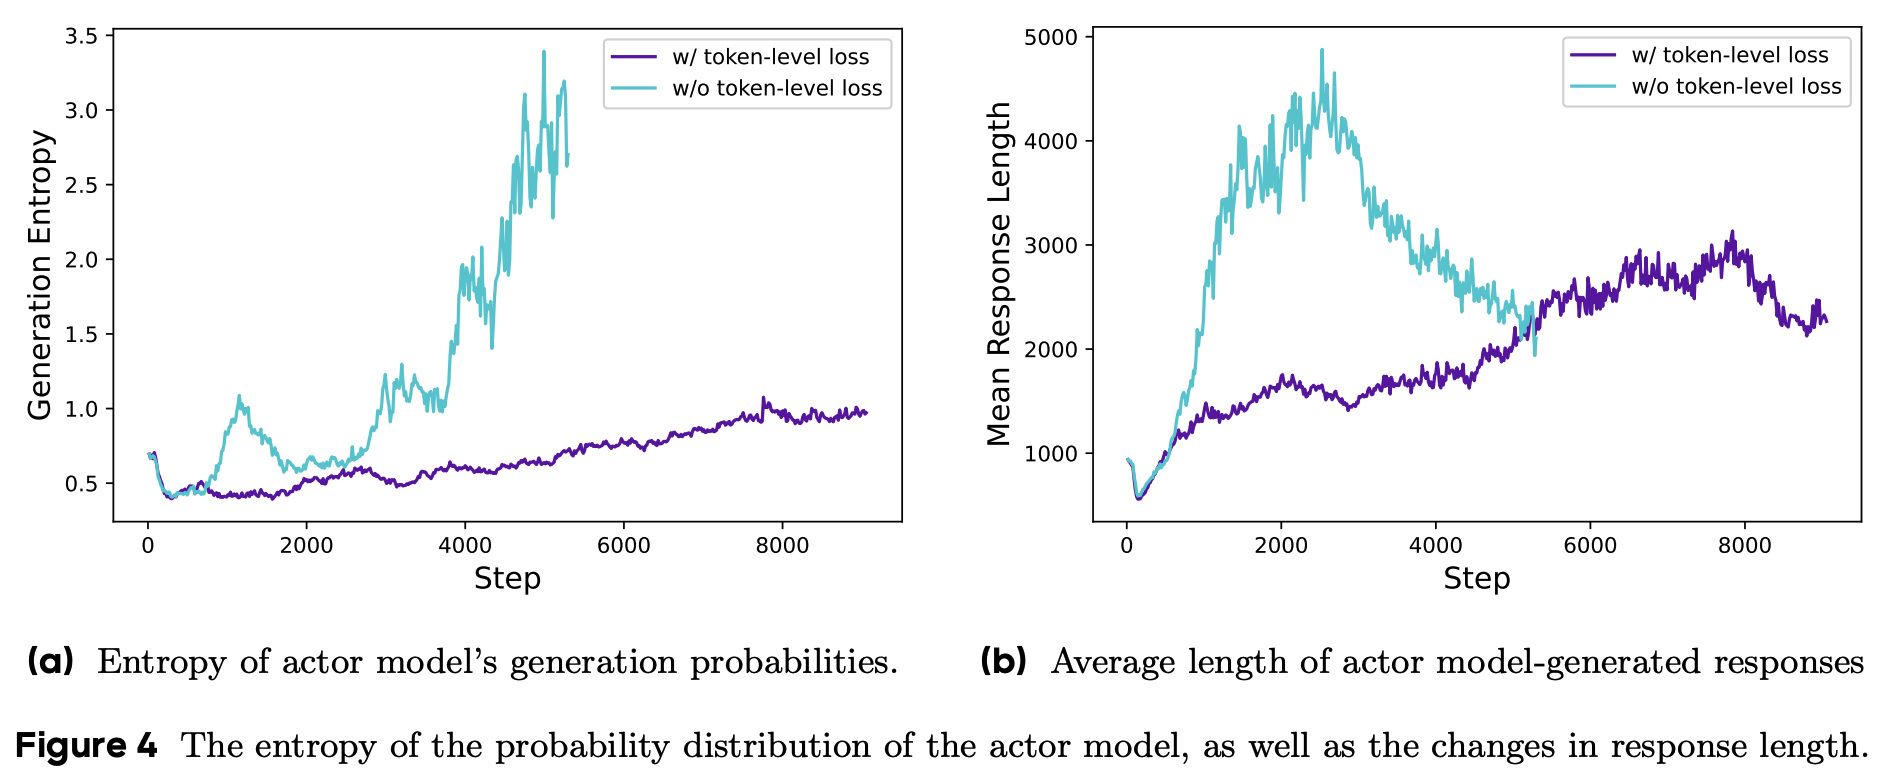 3.5
3.0
2.5
2.0
1.5
1.0
0.5
Generation Entropy
w/ token-level loss
w/o token-level loss
0 2000 4000 6000 8000
Step
5000
4000
3000
2000
1000
Mean Response Length
w/ token-level loss
w/o token-level loss
0 2000 4000 6000 8000
Step
(a) Entropy of actor model's generation probabilities.
(b) Average length of actor model-generated responses
Figure 4 The entropy of the probability distribution of the actor model, as well as the changes in response length.